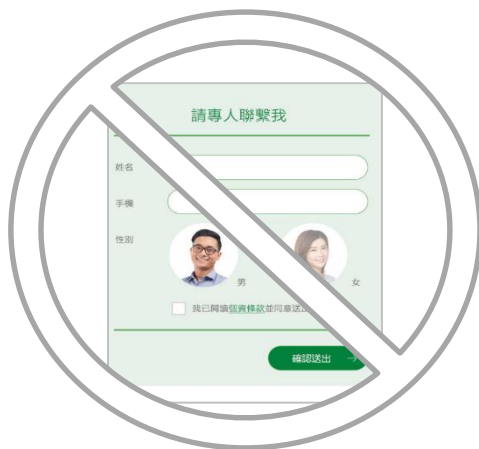 請專人聯繫我
姓名
手機
性別
男
女
我已閱讀個資條款並同意送出
確認送出 →